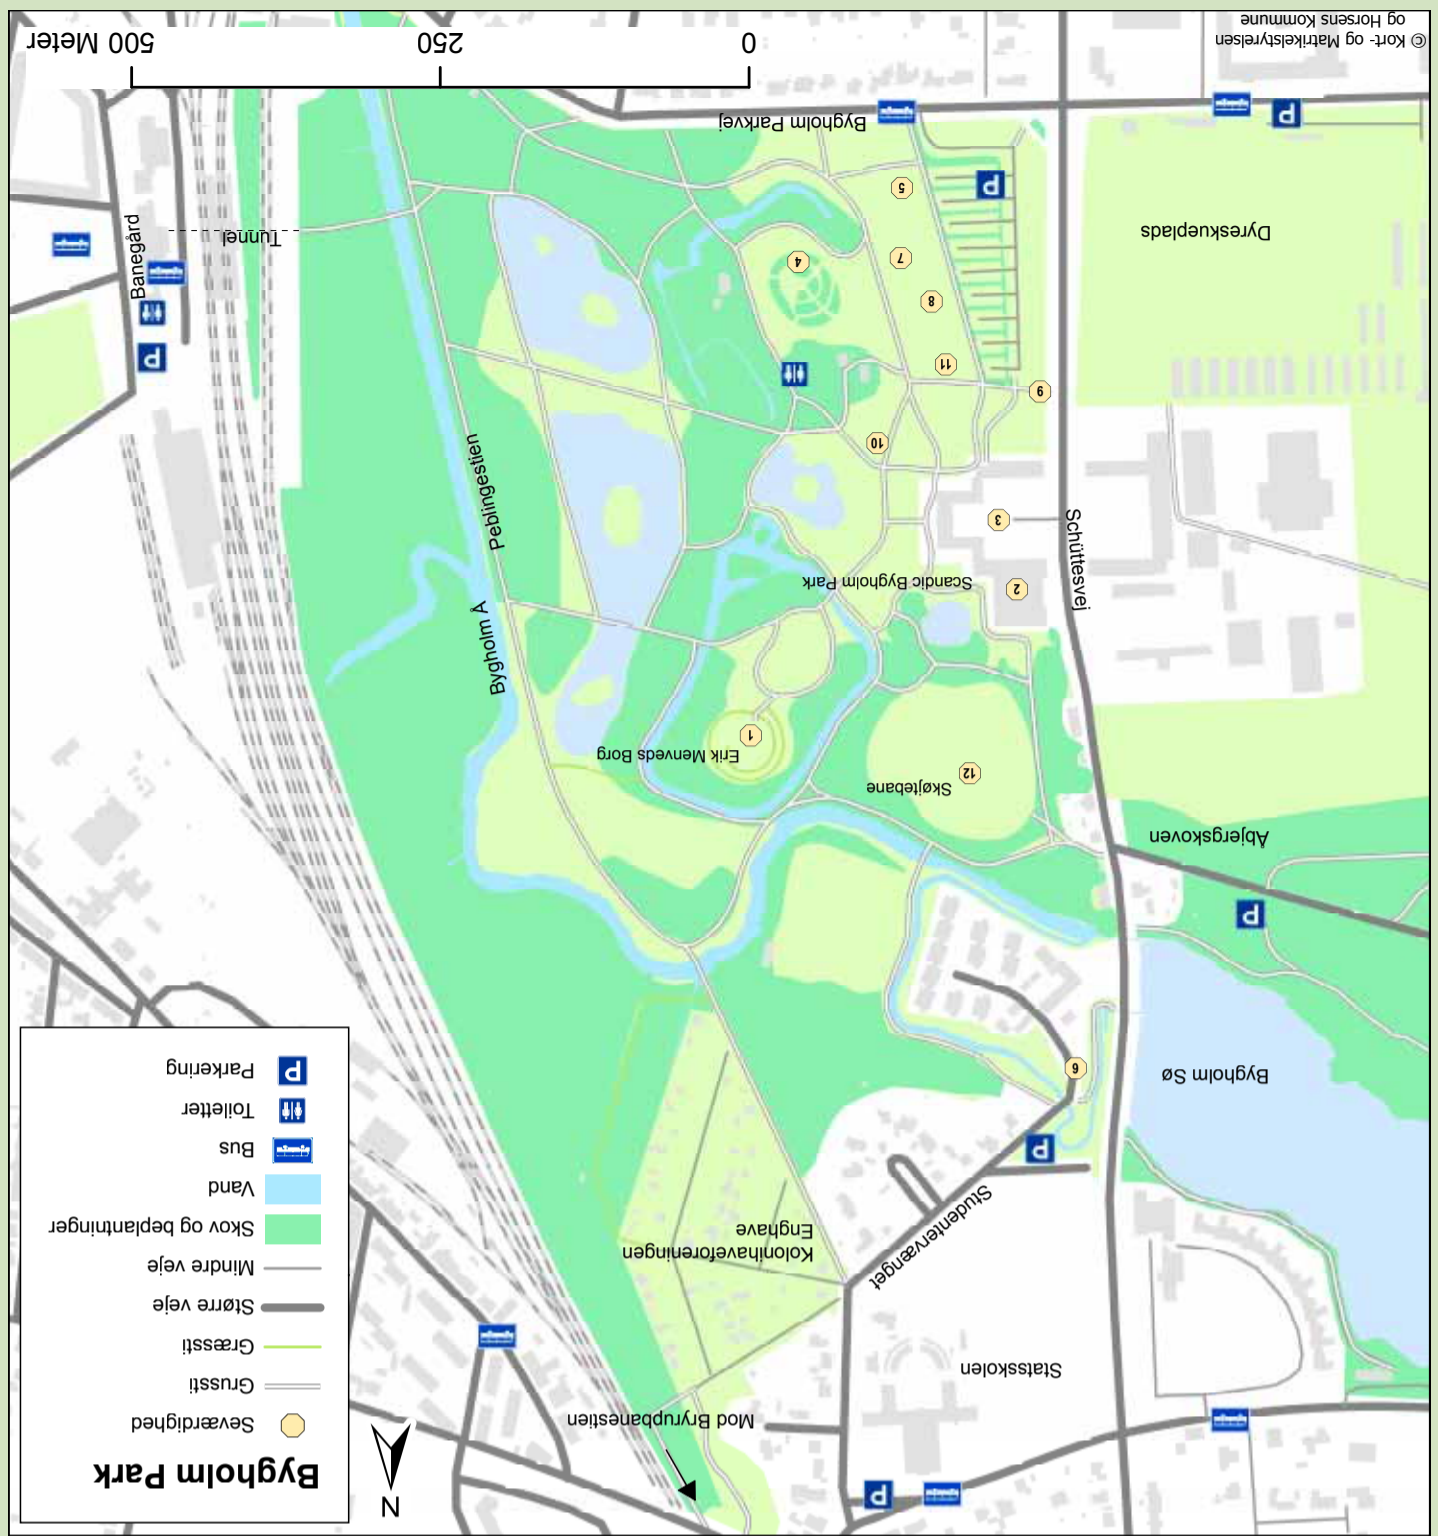 Bygholm Park
Seværdighed
Grussti
Græssti
Større veje
Mindre veje
Skov og beplantninger
Vand
Bus
Toiletter
P
Parkering
N
Mod Bryrupbanestien
P
Statsskolen
Studentervænget
Kolonihaveforeningen
Enghave
P
6
Bygholm Sø
P
Åbjergskoven
Skøjtebane
12
Erik Menveds Borg
1
Bygholm Å
Scandic Bygholm Park
2
3
Schüttesvej
Peblingestien
10
9
11
8
7
4
5
P
Dyreskueplads
P
Banegård
Tunnel
P
Bygholm Parkvej
0
250
500 Meter
© Kort- og Matrikelstyrelsen
og Horsens Kommune